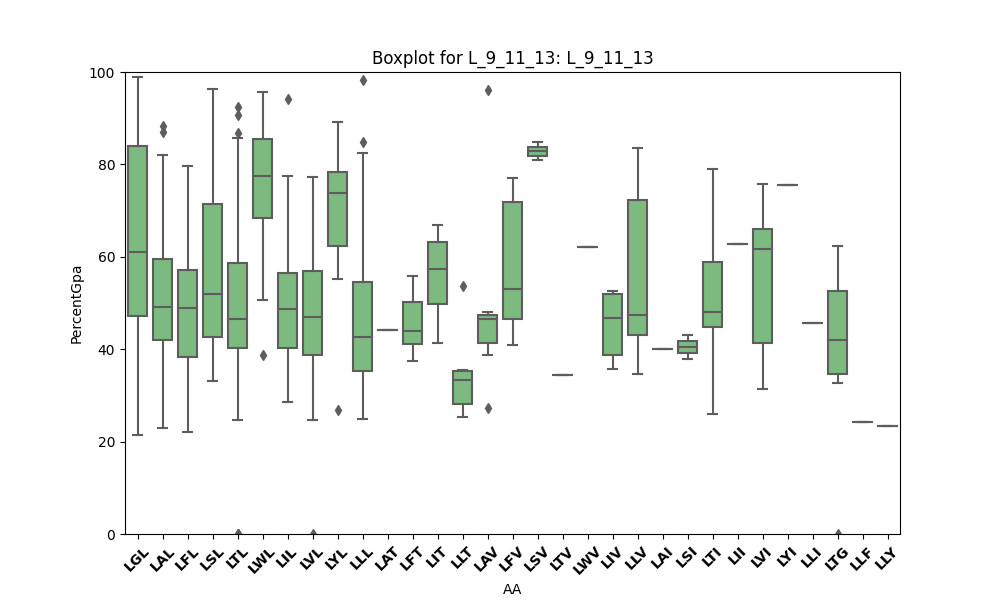 Boxplot for L_9_11_13: L_9_11_13
100
80
60
40
20
0
PercentGpa
LGL LAL LFL LSL LTL LWL LIL LVL LYL LLL LAT LFT LIT LLT LAV LFV LSV LTV LWV LIV LLV LAI LSI LTI LII LVI LYI LLI LTG LLF LLY
AA